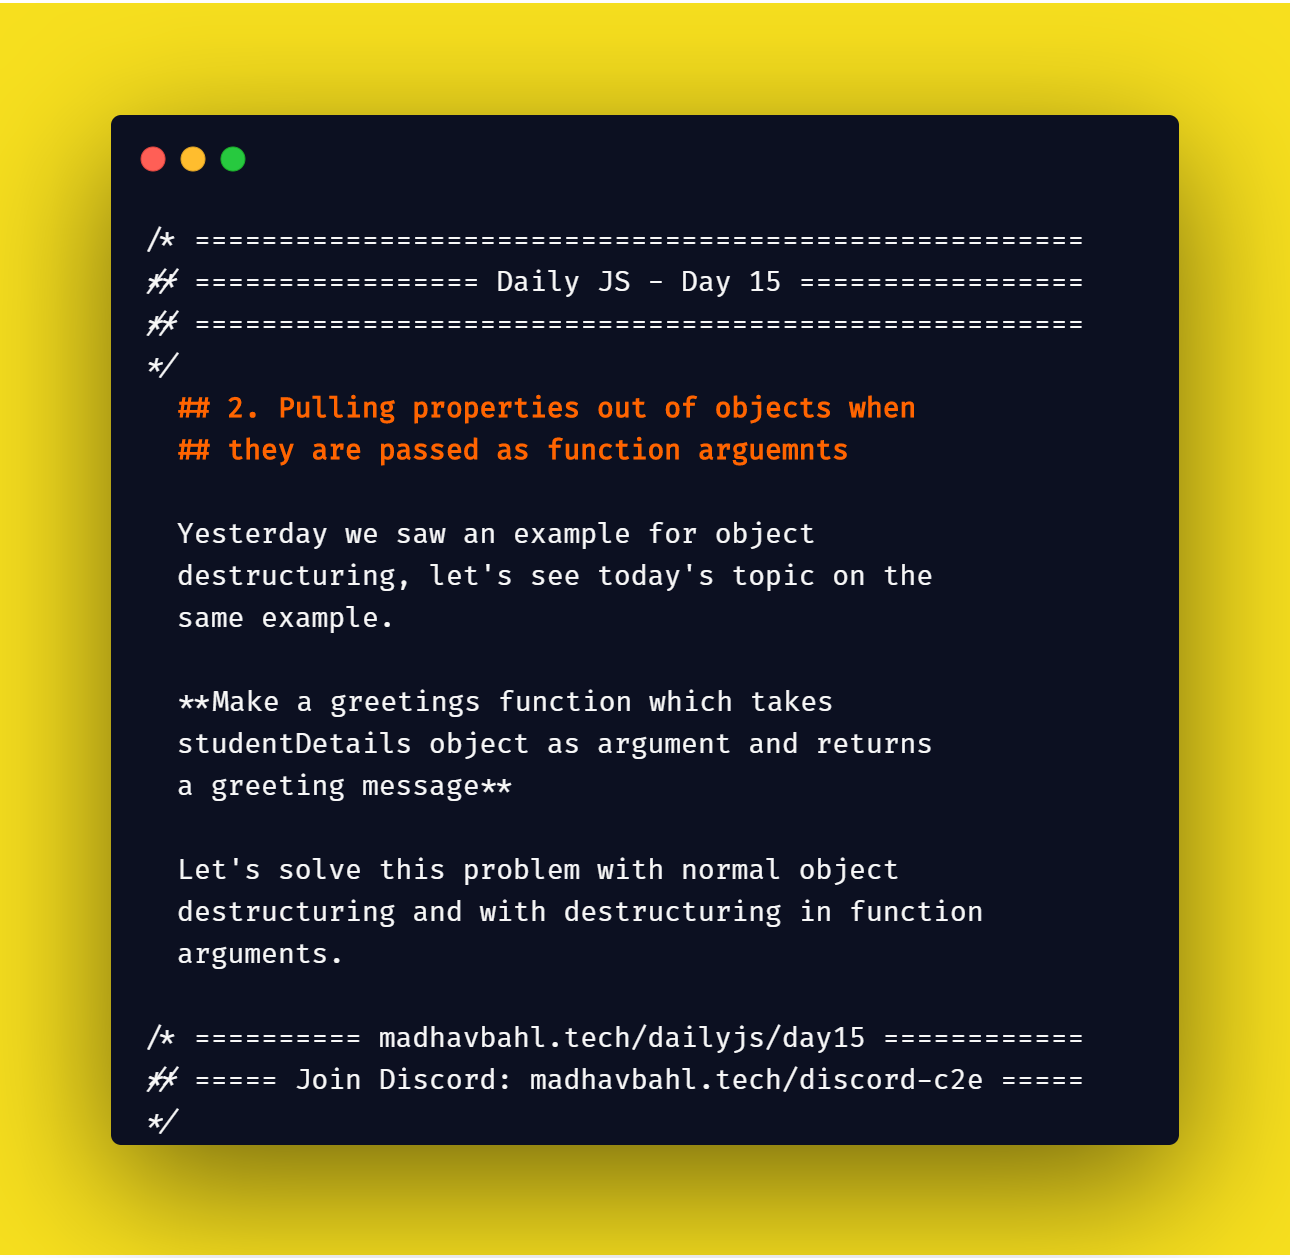 /* =====================================================
## ================= Daily JS - Day 15 =================
## =====================================================
*/
## 2. Pulling properties out of objects when
## they are passed as function arguemnts
Yesterday we saw an example for object
destructuring, let's see today's topic on the
same example.
**Make a greetings function which takes
studentDetails object as argument and returns
a greeting message**
Let's solve this problem with normal object
destructuring and with destructuring in function
arguments.
/* ========== madhavbahl.tech/dailyjs/day15 ============
## ===== Join Discord: madhavbahl.tech/discord-c2e =====
*/